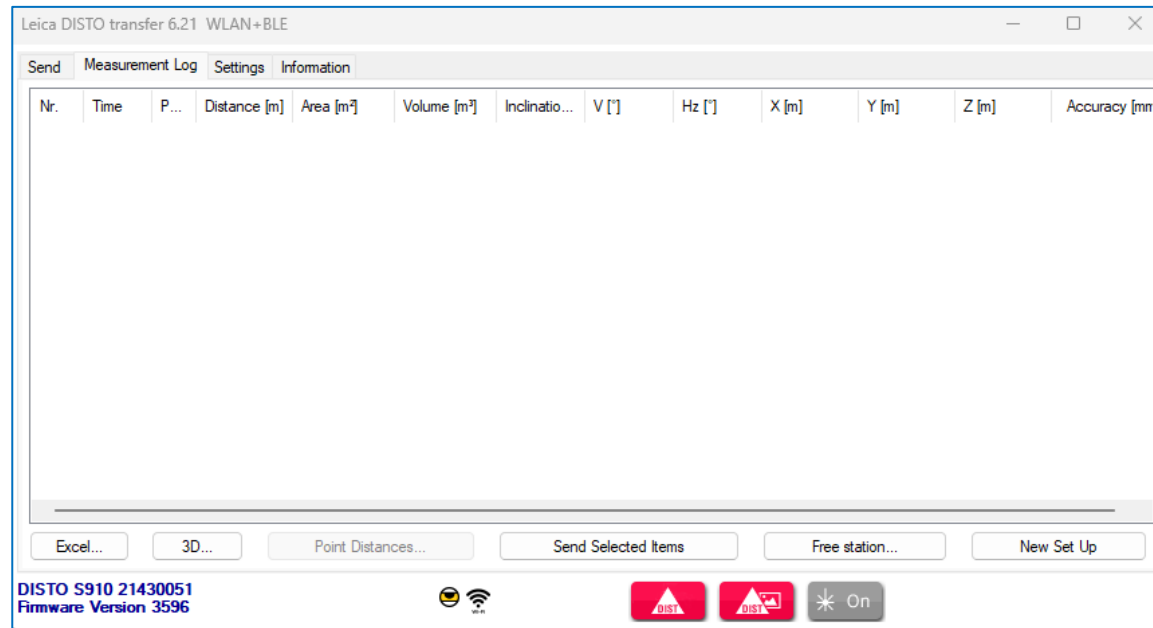 Leica DISTO transfer 6.21 WLAN+BLE
Send Measurement Log Settings Information
Nr. Time P... Distance [m] Area [m²] Volume [m³] Inclinatio... V [°] Hz [°] X [m] Y [m] Z [m] Accuracy [mm
Excel... 3D... Point Distances... Send Selected Items Free station... New Set Up
DISTO S910 21430051
Firmware Version 3596
Wi-Fi
DIST DIST On